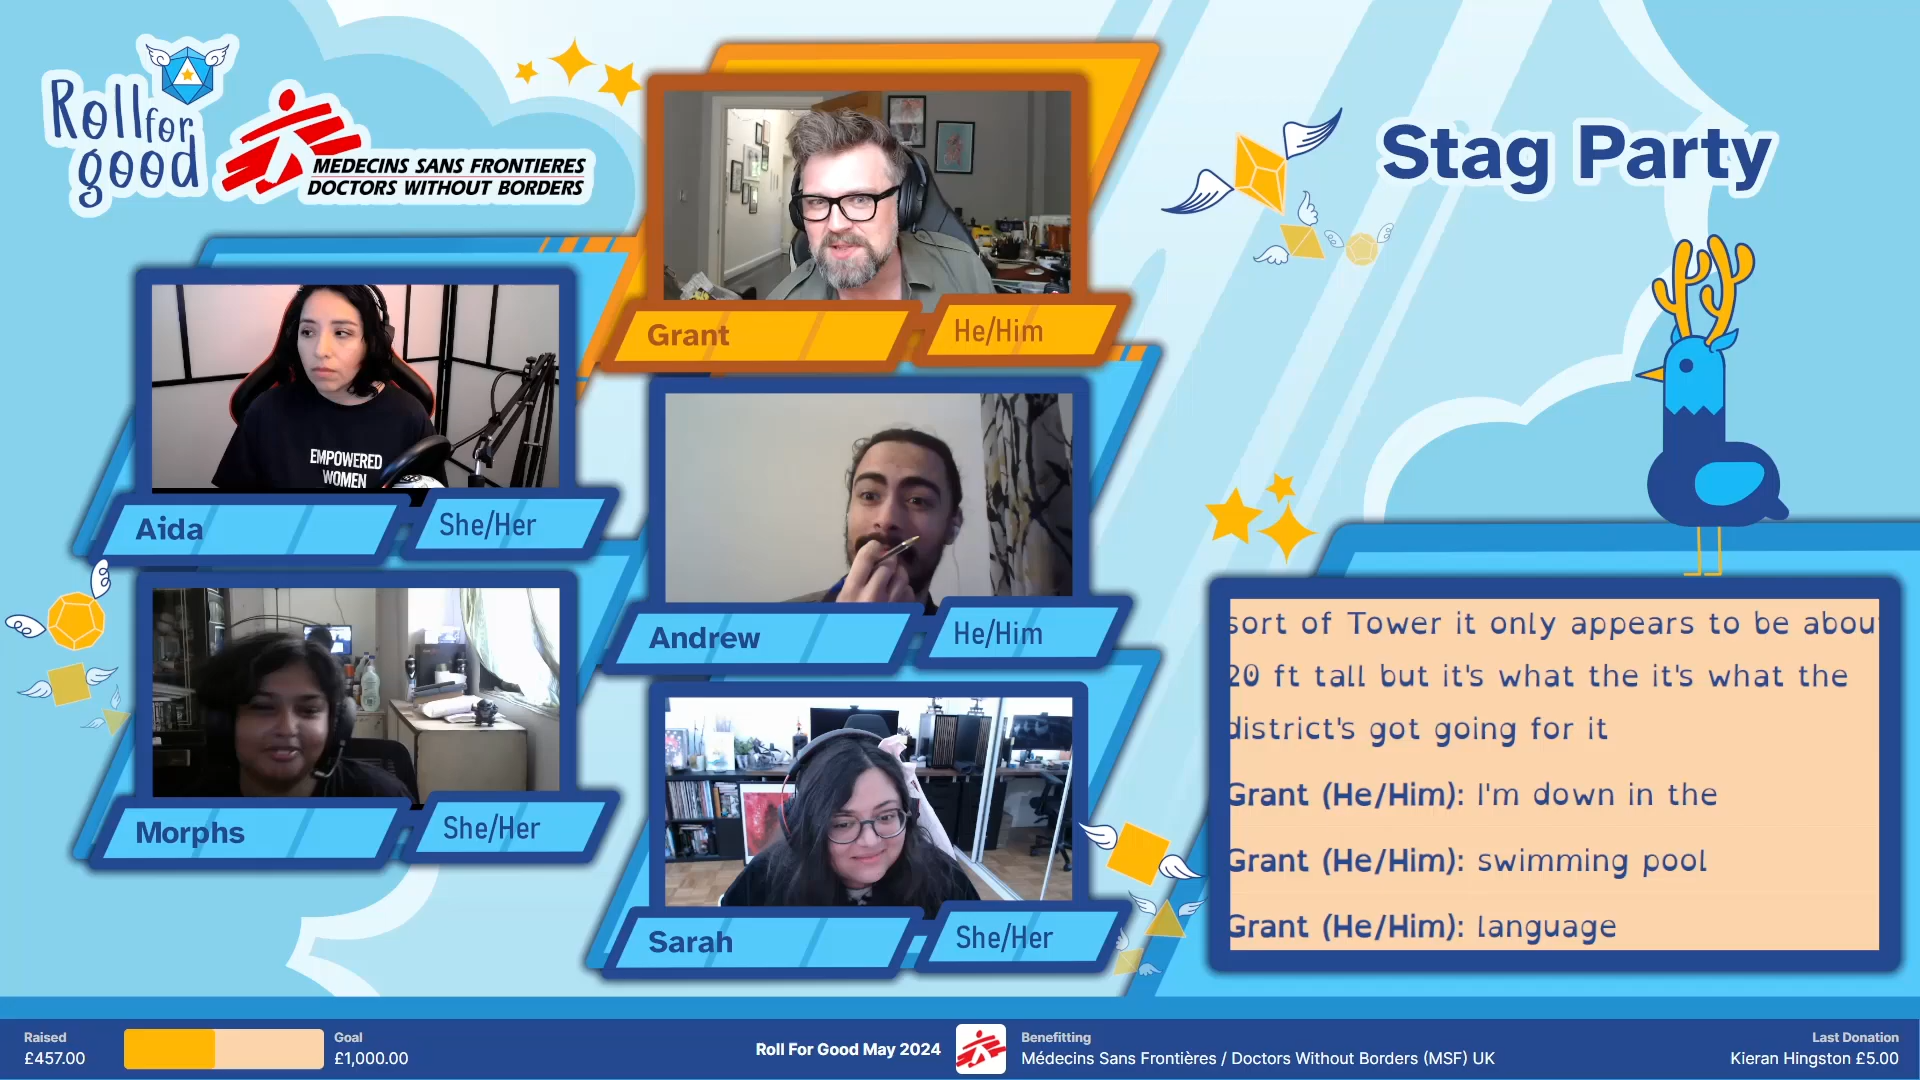 Roll for
good
MEDECINS SANS FRONTIERES
DOCTORS WITHOUT BORDERS
Stag Party
Grant
He/Him
EMPOWERED
WOMEN
Aida
She/Her
Andrew
He/Him
Morphs
She/Her
Sarah
She/Her
sort of Tower it only appears to be abou
20 ft tall but it's what the it's what the
district's got going for it
Grant (He/Him): I'm down in the
Grant (He/Him): swimming pool
Grant (He/Him): language
Raised
£457.00
Goal
£1,000.00
Roll For Good May 2024
Benefitting
Médecins Sans Frontières / Doctors Without Borders (MSF) UK
Last Donation
Kieran Hingston £5.00